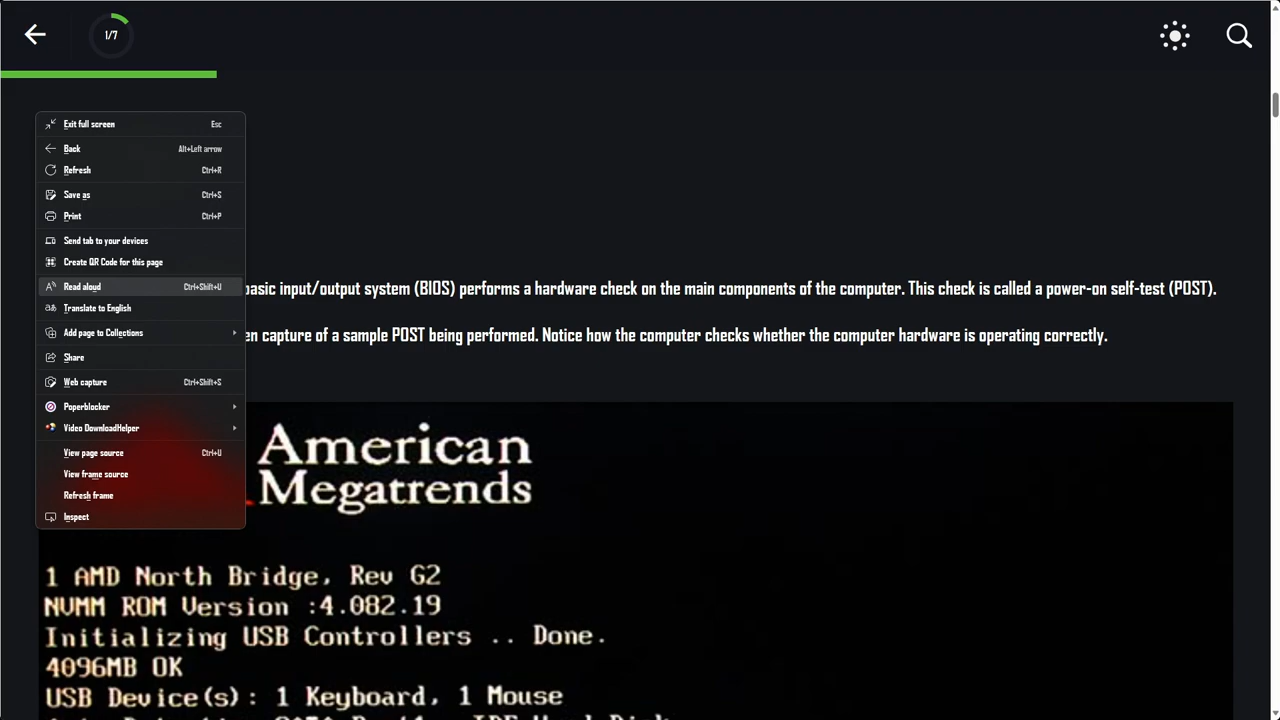 1/7
Exit full screen Esc
Back Alt+Left arrow
Refresh Ctrl+R
Save as Ctrl+S
Print Ctrl+P
Send tab to your devices
Create QR Code for this page
Read aloud Ctrl+Shift+U
Translate to English
Add page to Collections
Share
Web capture Ctrl+Shift+S
Poperblocker
Video DownloadHelper
View page source Ctrl+U
View frame source
Refresh frame
Inspect
basic input/output system (BIOS) performs a hardware check on the main components of the computer. This check is called a power-on self-test (POST).
en capture of a sample POST being performed. Notice how the computer checks whether the computer hardware is operating correctly.
American
Megatrends
1 AMD North Bridge, Rev G2
NVMM ROM Version :4.082.19
Initializing USB Controllers .. Done.
4096MB OK
USB Device(s): 1 Keyboard, 1 Mouse